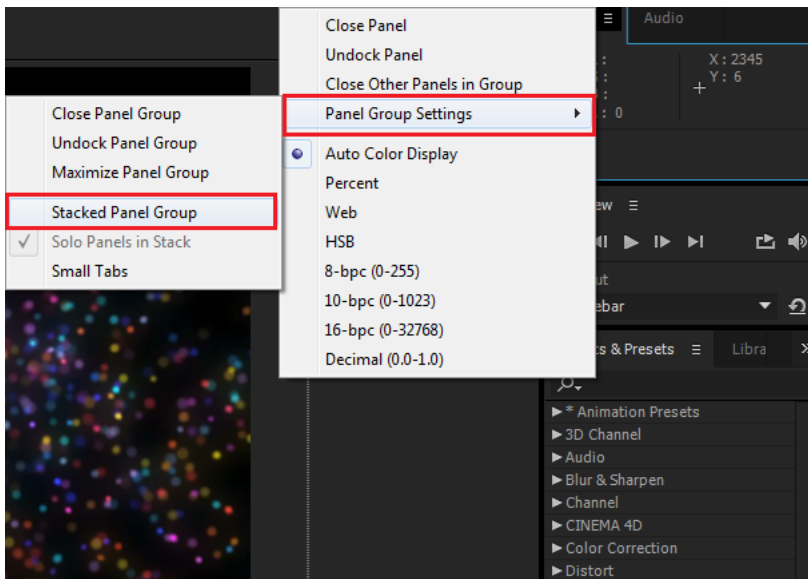 Close Panel
Undock Panel
Close Other Panels in Group
Panel Group Settings
Auto Color Display
Percent
Web
HSB
8-bpc (0-255)
10-bpc (0-1023)
16-bpc (0-32768)
Decimal (0.0-1.0)
Close Panel Group
Undock Panel Group
Maximize Panel Group
Stacked Panel Group
Solo Panels in Stack
Small Tabs
Audio
X: 2345
Y: 6
: 0
ew
ut
ebar
s & Presets Libra
* Animation Presets
3D Channel
Audio
Blur & Sharpen
Channel
CINEMA 4D
Color Correction
Distort